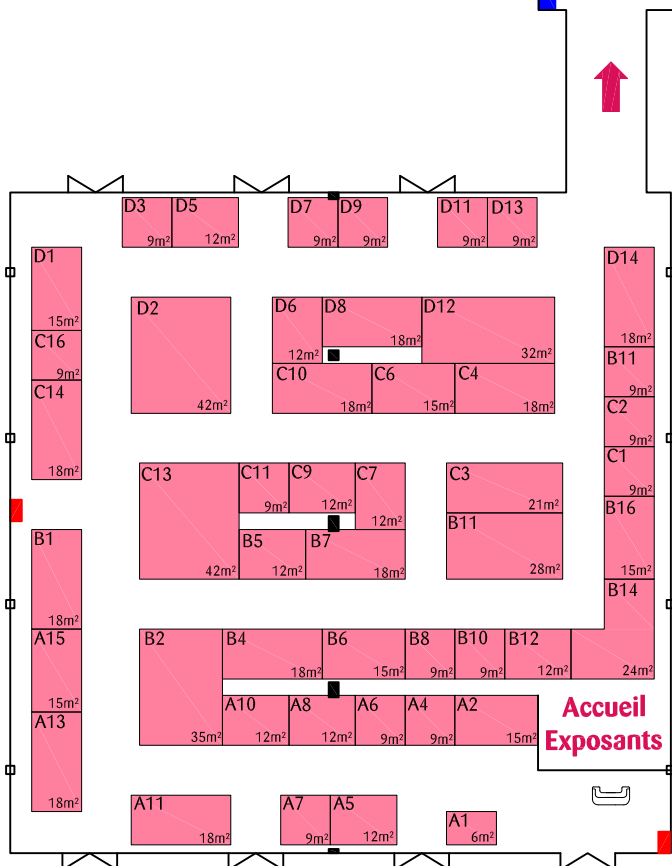 D3
9m²
D5
12m²
D7
9m²
D9
9m²
D11
9m²
D13
9m²
D1
15m²
C16
9m²
C14
18m²
D2
42m²
D6
12m²
D8
18m²
D12
32m²
C10
18m²
C6
15m²
C4
18m²
D14
18m²
B11
9m²
C2
9m²
C1
9m²
B16
15m²
B14
24m²
C13
42m²
C11
9m²
C9
12m²
C7
12m²
B5
12m²
B7
18m²
C3
21m²
B11
28m²
B1
18m²
A15
15m²
A13
18m²
B2
35m²
B4
18m²
B6
15m²
B8
9m²
B10
9m²
B12
12m²
A10
12m²
A8
12m²
A6
9m²
A4
9m²
A2
15m²
Accueil
Exposants
A11
18m²
A7
9m²
A5
12m²
A1
6m²